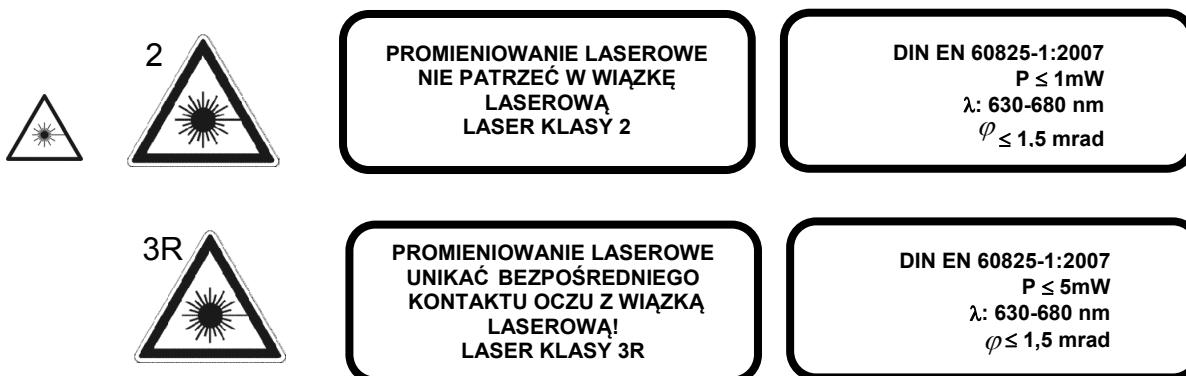 2
PROMIENIOWANIE LASEROWE
NIE PATRZEĆ W WIĄZKĘ
LASEROWĄ
LASER KLASY 2
DIN EN 60825-1:2007
P ≤ 1mW
λ: 630-680 nm
φ ≤ 1,5 mrad
3R
PROMIENIOWANIE LASEROWE
UNIKAĆ BEZPOŚREDNIEGO
KONTAKTU OCZU Z WIĄZKĄ
LASEROWĄ!
LASER KLASY 3R
DIN EN 60825-1:2007
P ≤ 5mW
λ: 630-680 nm
φ ≤ 1,5 mrad